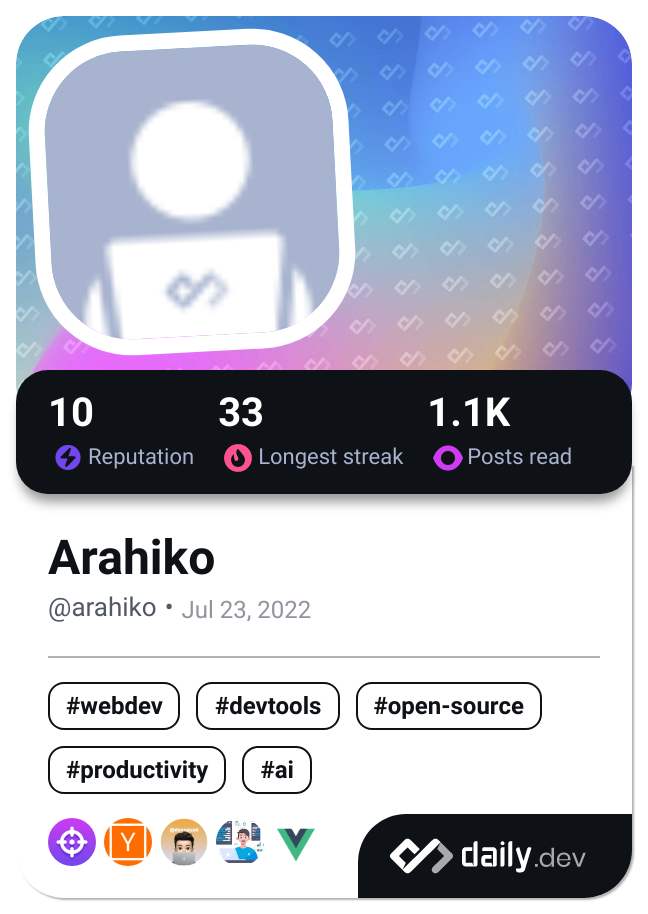 10 33 1.1K
Reputation Longest streak Posts read
Arahiko
@arahiko • Jul 23, 2022
#webdev #devtools #open-source
#productivity #ai
Y
daily.dev